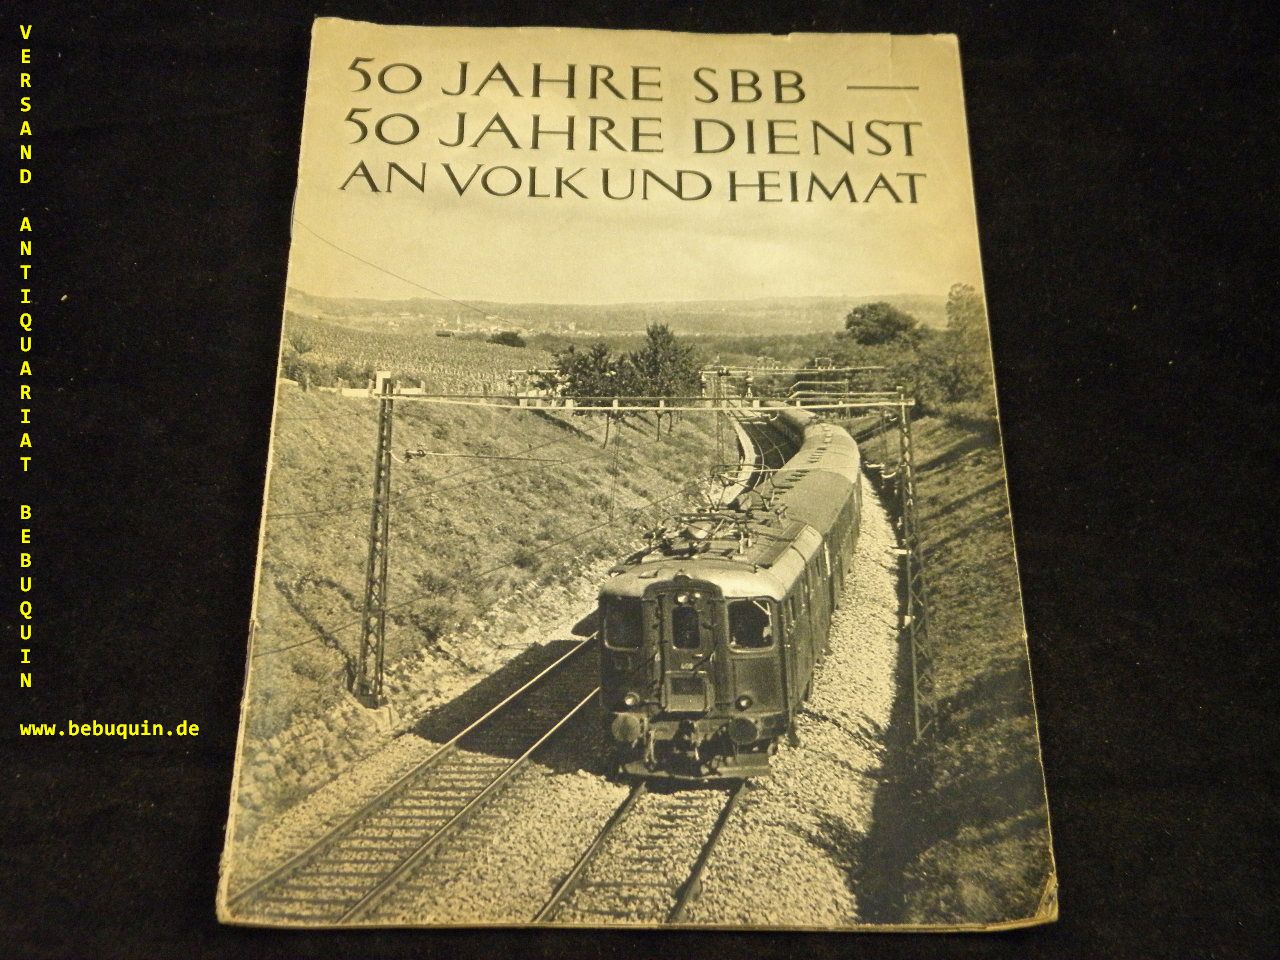 50 JAHRE SBB —
50 JAHRE DIENST
AN VOLK UND HEIMAT
VERSAND ANTIQUARIAT BEBUQUIN
www.bebuquin.de